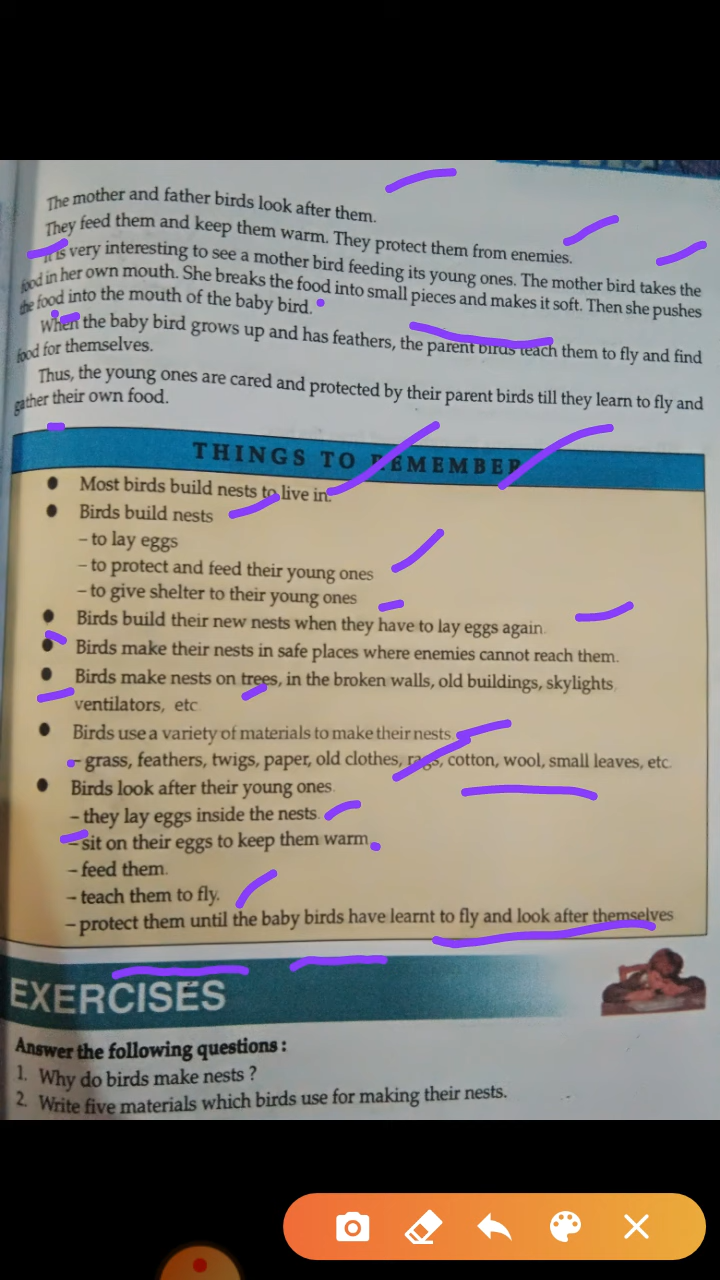 The mother and father birds look after them.
They feed them and keep them warm. They protect them from enemies.
It is very interesting to see a mother bird feeding its young ones. The mother bird takes the
food in her own mouth. She breaks the food into small pieces and makes it soft. Then she pushes
the food into the mouth of the baby bird.
When the baby bird grows up and has feathers, the parent birds teach them to fly and find
food for themselves.
Thus, the young ones are cared and protected by their parent birds till they learn to fly and
gather their own food.
THINGS TO REMEMBER
● Most birds build nests to live in.
● Birds build nests
– to lay eggs
– to protect and feed their young ones
– to give shelter to their young ones
● Birds build their new nests when they have to lay eggs again.
● Birds make their nests in safe places where enemies cannot reach them.
● Birds make nests on trees, in the broken walls, old buildings, skylights
ventilators, etc
● Birds use a variety of materials to make their nests
– grass, feathers, twigs, paper, old clothes, rags, cotton, wool, small leaves, etc.
● Birds look after their young ones
– they lay eggs inside the nests.
– sit on their eggs to keep them warm
– feed them.
– teach them to fly.
– protect them until the baby birds have learnt to fly and look after themselves
EXERCISES
Answer the following questions :
1. Why do birds make nests ?
2. Write five materials which birds use for making their nests.